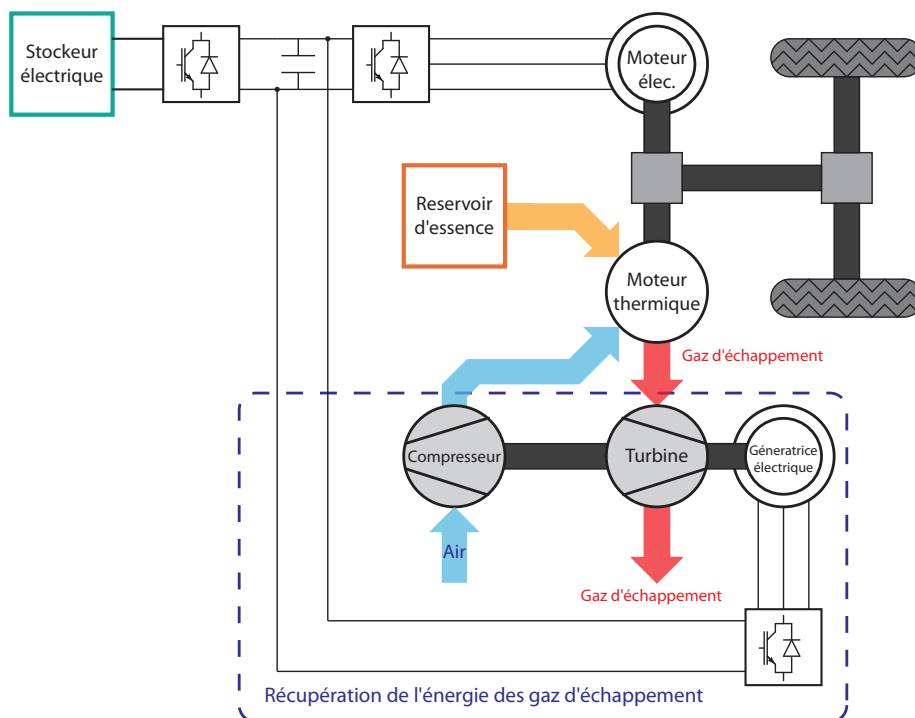 Stockeur
électrique
Moteur
élec.
Reservoir
d'essence
Moteur
thermique
Gaz d'échappement
Compresseur
Turbine
Géneratrice
électrique
Air
Gaz d'échappement
Récupération de l'énergie des gaz d'échappement